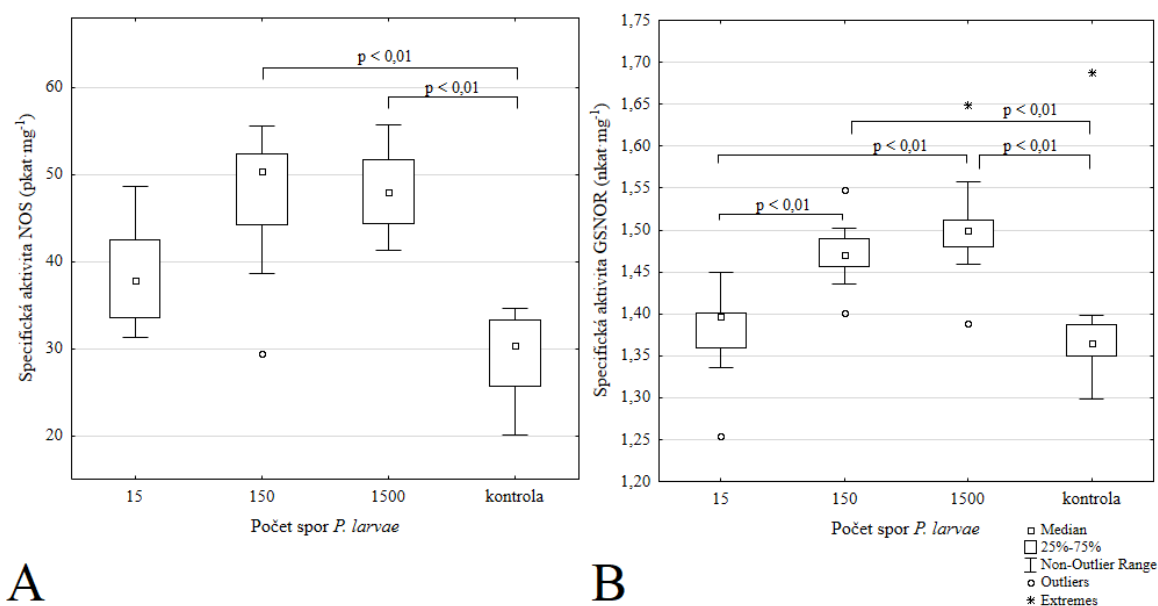 Specifická aktivita NOS (pkat·mg⁻¹)
60
50
40
30
20
p < 0,01
p < 0,01
15 150 1500 kontrola
Počet spor P. larvae
A
Specifická aktivita GSNOR (nkat·mg⁻¹)
1,75
1,70
1,65
1,60
1,55
1,50
1,45
1,40
1,35
1,30
1,25
1,20
p < 0,01
p < 0,01
p < 0,01
p < 0,01
15 150 1500 kontrola
Počet spor P. larvae
B
Median
25%-75%
Non-Outlier Range
Outliers
Extremes